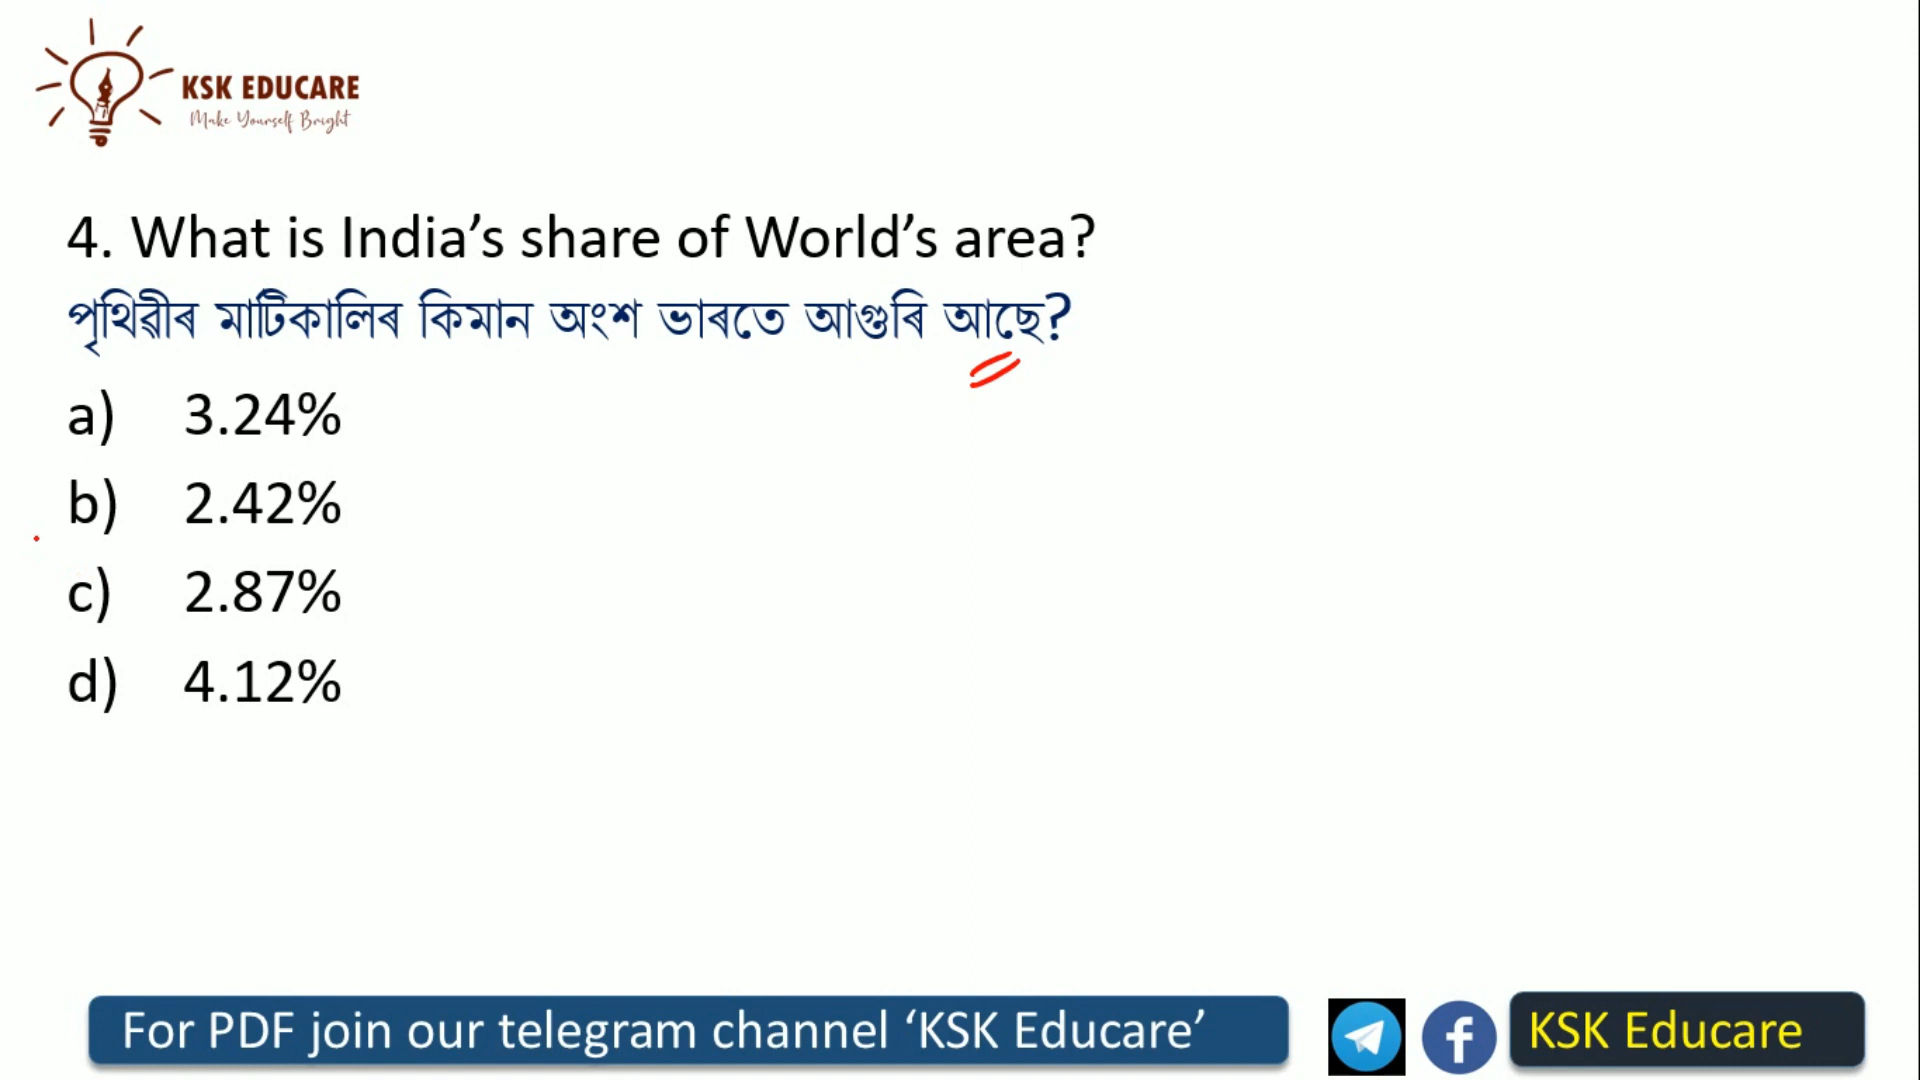 KSK EDUCARE
Make Yourself Bright
4. What is India’s share of World’s area?
পৃথিৱীৰ মাটিকালিৰ কিমান অংশ ভাৰতে আগুৰি আছে?
a) 3.24%
b) 2.42%
c) 2.87%
d) 4.12%
For PDF join our telegram channel ‘KSK Educare’
KSK Educare